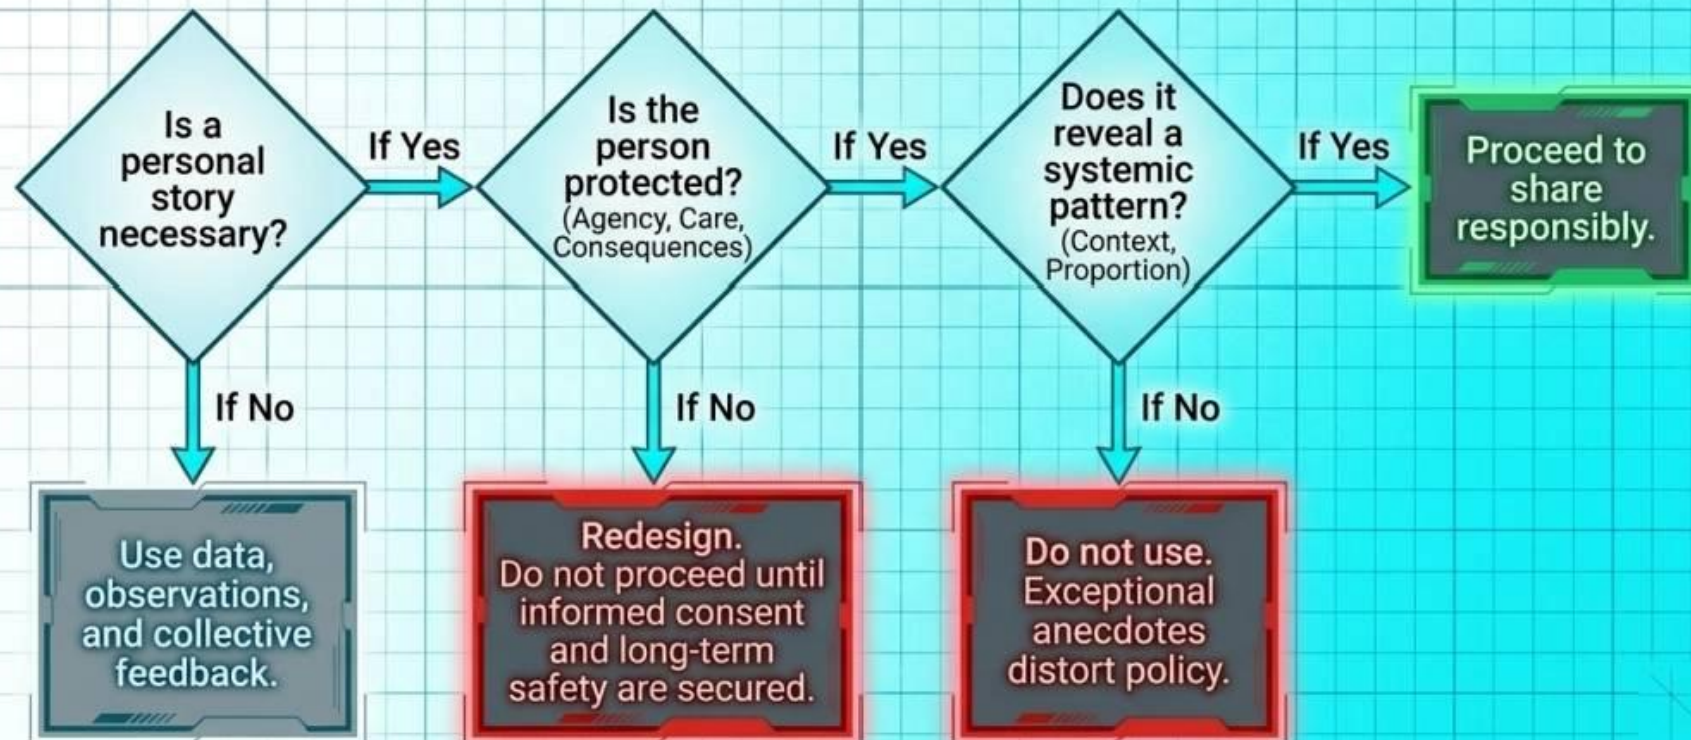 Is a
personal
story
necessary?
If Yes
Is the
person
protected?
(Agency, Care,
Consequences)
If Yes
Does it
reveal a
systemic
pattern?
(Context,
Proportion)
If Yes
Proceed to
share
responsibly.
If No
If No
If No
Use data,
observations,
and collective
feedback.
Redesign.
Do not proceed until
informed consent
and long-term
safety are secured.
Do not use.
Exceptional
anecdotes
distort policy.